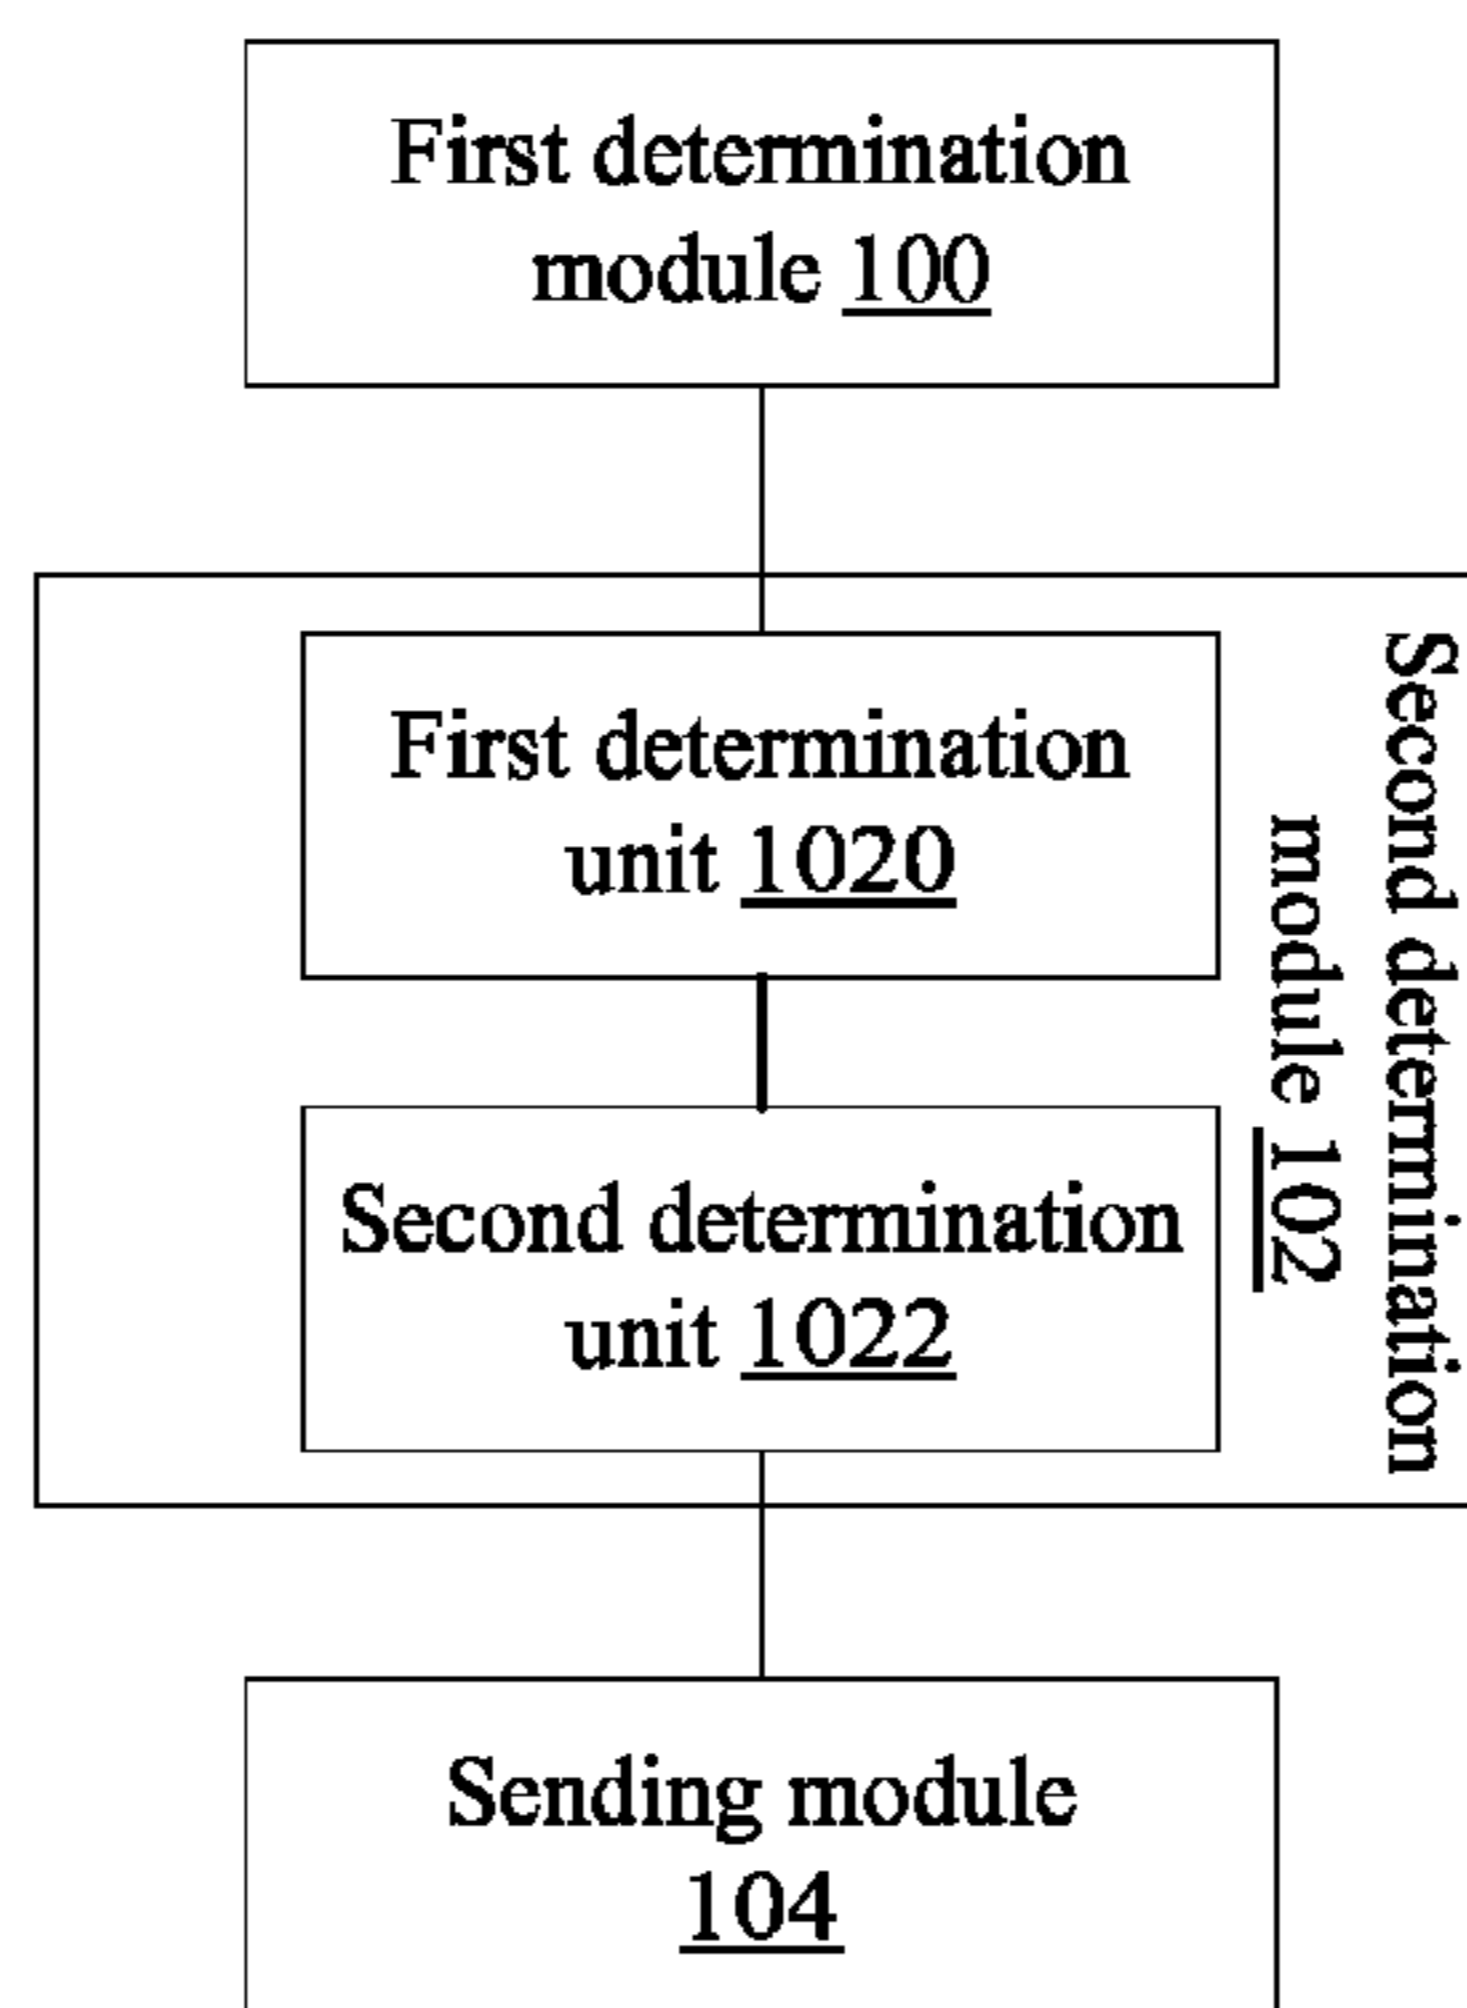 First determination
module 100
First determination
unit 1020
Second determination
module 102
Second determination
unit 1022
Sending module
104